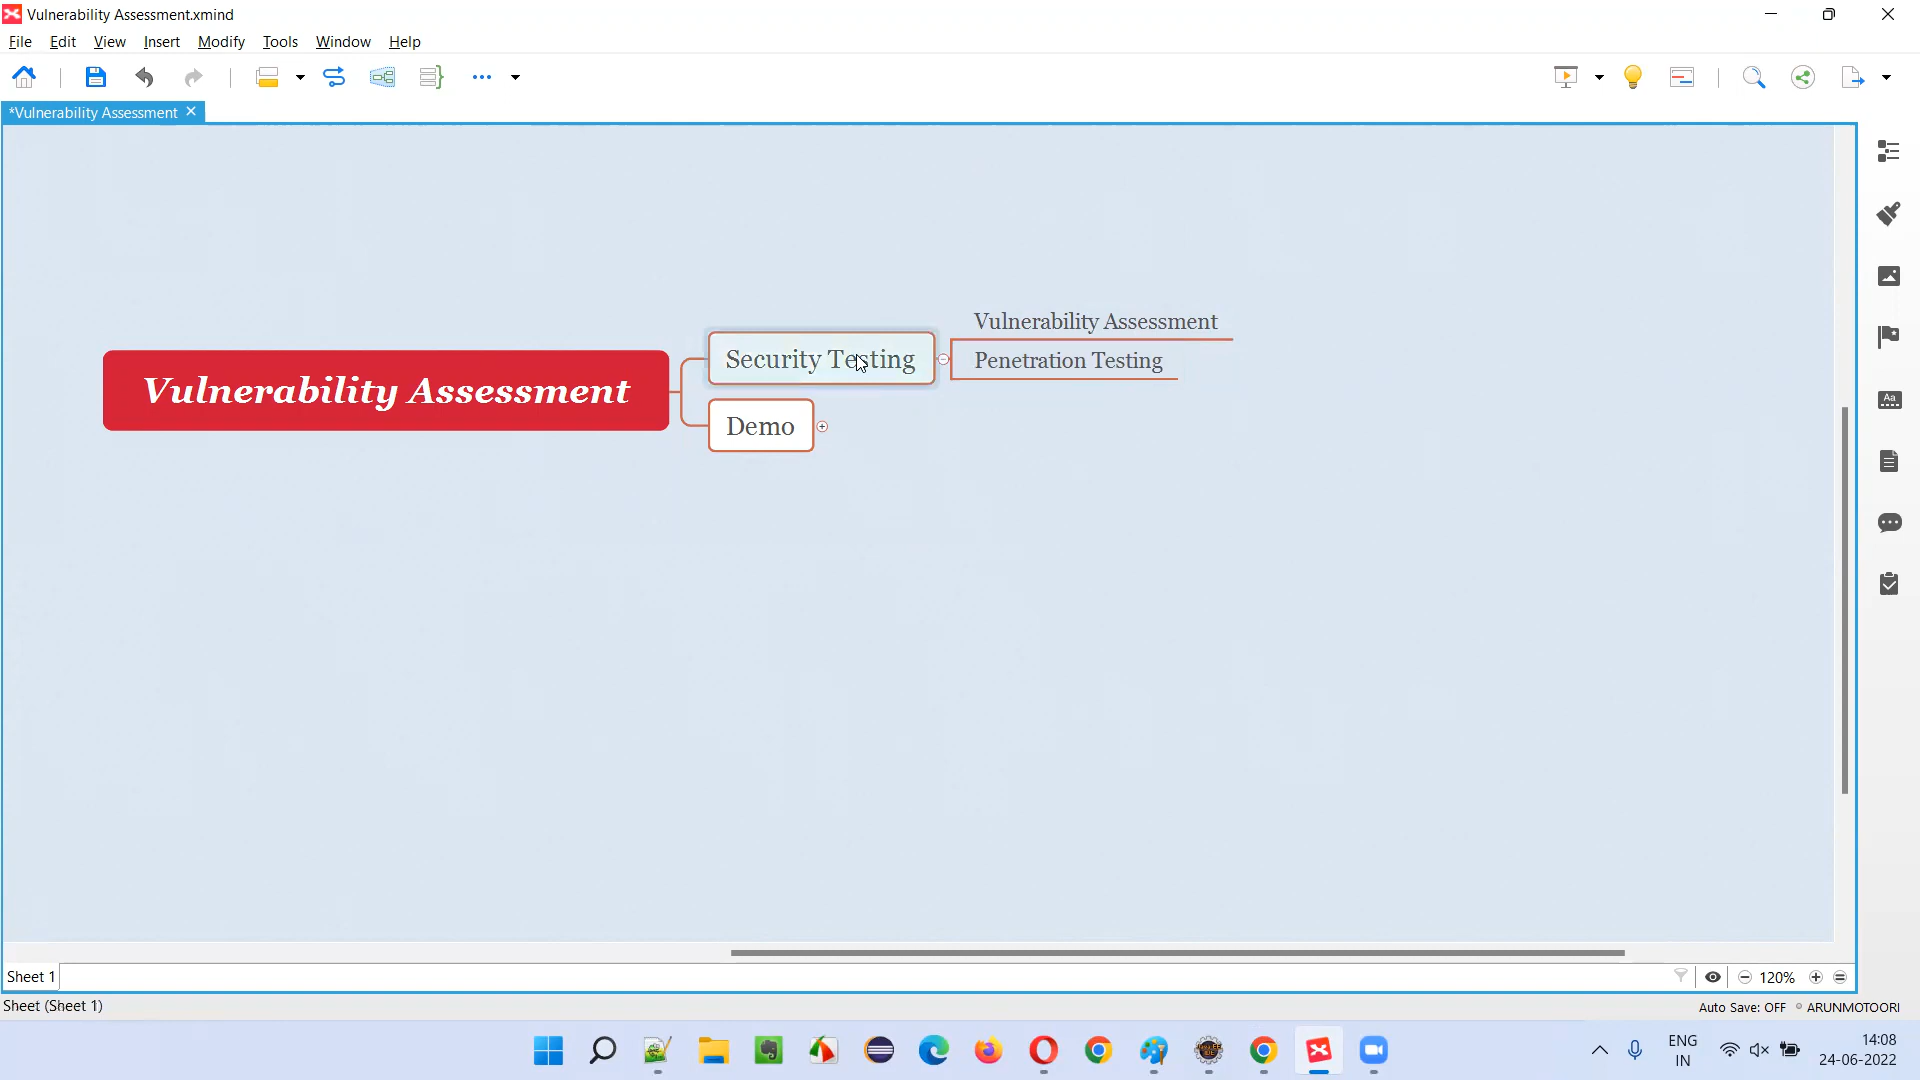 Vulnerability Assessment.xmind
File Edit View Insert Modify Tools Window Help
*Vulnerability Assessment
Vulnerability Assessment
Security Testing
Vulnerability Assessment
Penetration Testing
Demo
Aa
Sheet 1
120%
Sheet (Sheet 1)
Auto Save: OFF ARUNMOTOORI
ENG
IN
14:08
24-06-2022